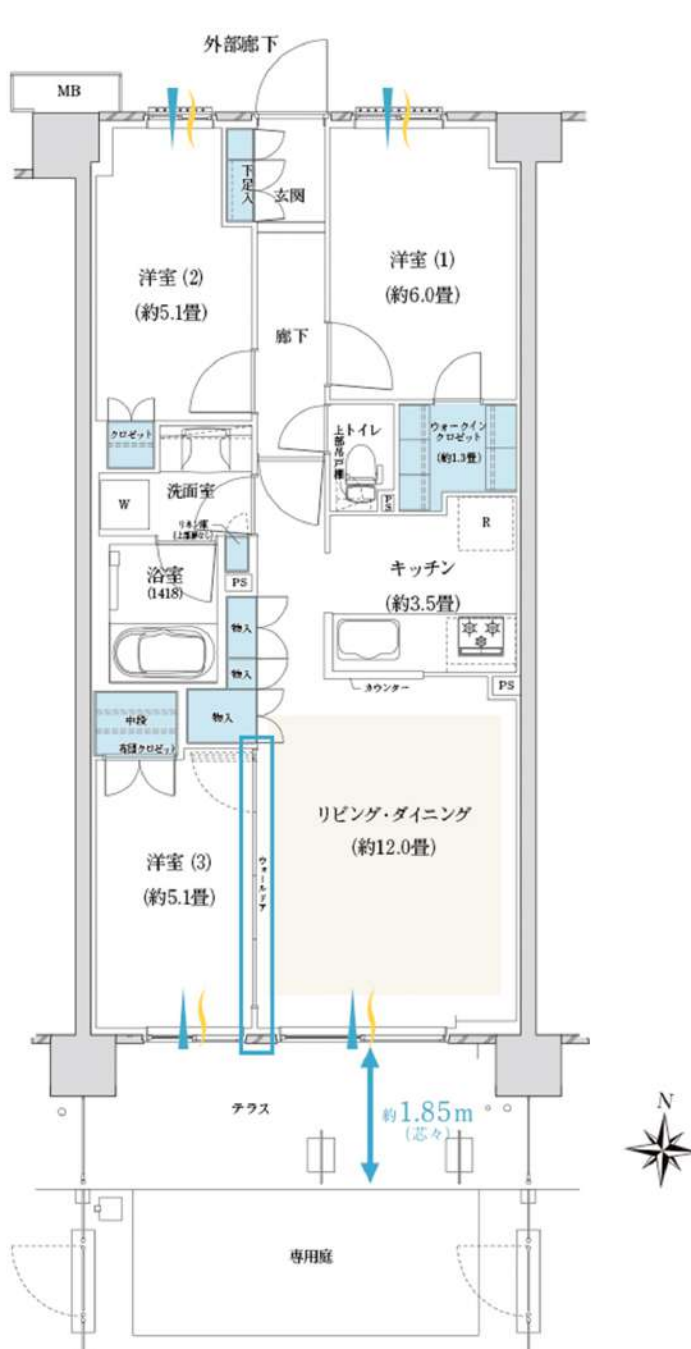 外部廊下
MB
下足入
玄関
洋室 (2)
(約5.1畳)
洋室 (1)
(約6.0畳)
廊下
クロゼット
上部吊戸棚
トイレ
ウォークイン
クロゼット
(約1.3畳)
PS
洗面室
W
リネン庫
(上部扉なし)
R
浴室
(1418)
PS
キッチン
(約3.5畳)
物入
物入
カウンター
PS
中段
布団クロゼット
物入
リビング・ダイニング
(約12.0畳)
洋室 (3)
(約5.1畳)
ウォールドア
テラス
約1.85m
(芯々)
N
専用庭